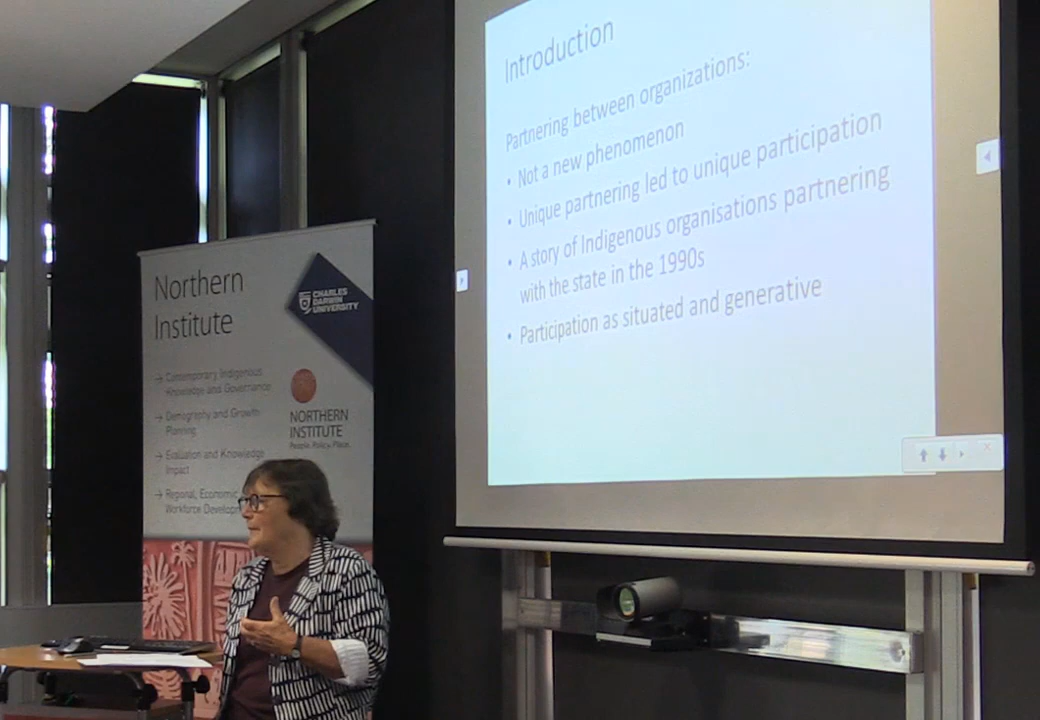 Introduction
Partnering between organizations:
• Not a new phenomenon
• Unique partnering led to unique participation
• A story of Indigenous organisations partnering
with the state in the 1990s
• Participation as situated and generative
Northern
Institute
CHARLES
DARWIN
UNIVERSITY
→ Contemporary Indigenous
Knowledge and Governance
→ Demography and Growth
Planning
→ Evaluation and Knowledge
Impact
→ Regional, Economic
Workforce Develop
NORTHERN
INSTITUTE
People. Policy. Place.